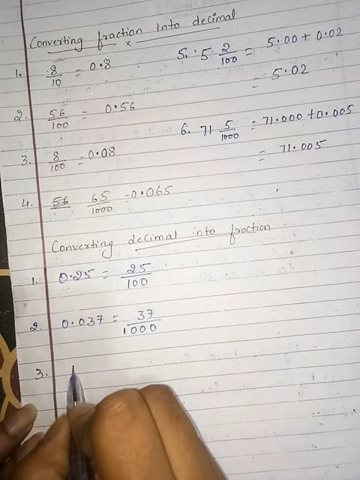 Converting fraction into decimal
1. 8/10 = 0.8
2. 56/100 = 0.56
3. 8/100 = 0.08
4. 56 65/1000 = 0.065
5. 5 2/100 = 5.00 + 0.02
= 5.02
6. 71 5/1000 = 71.000 + 0.005
= 71.005
Converting decimal into fraction
1. 0.25 = 25/100
2. 0.037 = 37/1000
3.